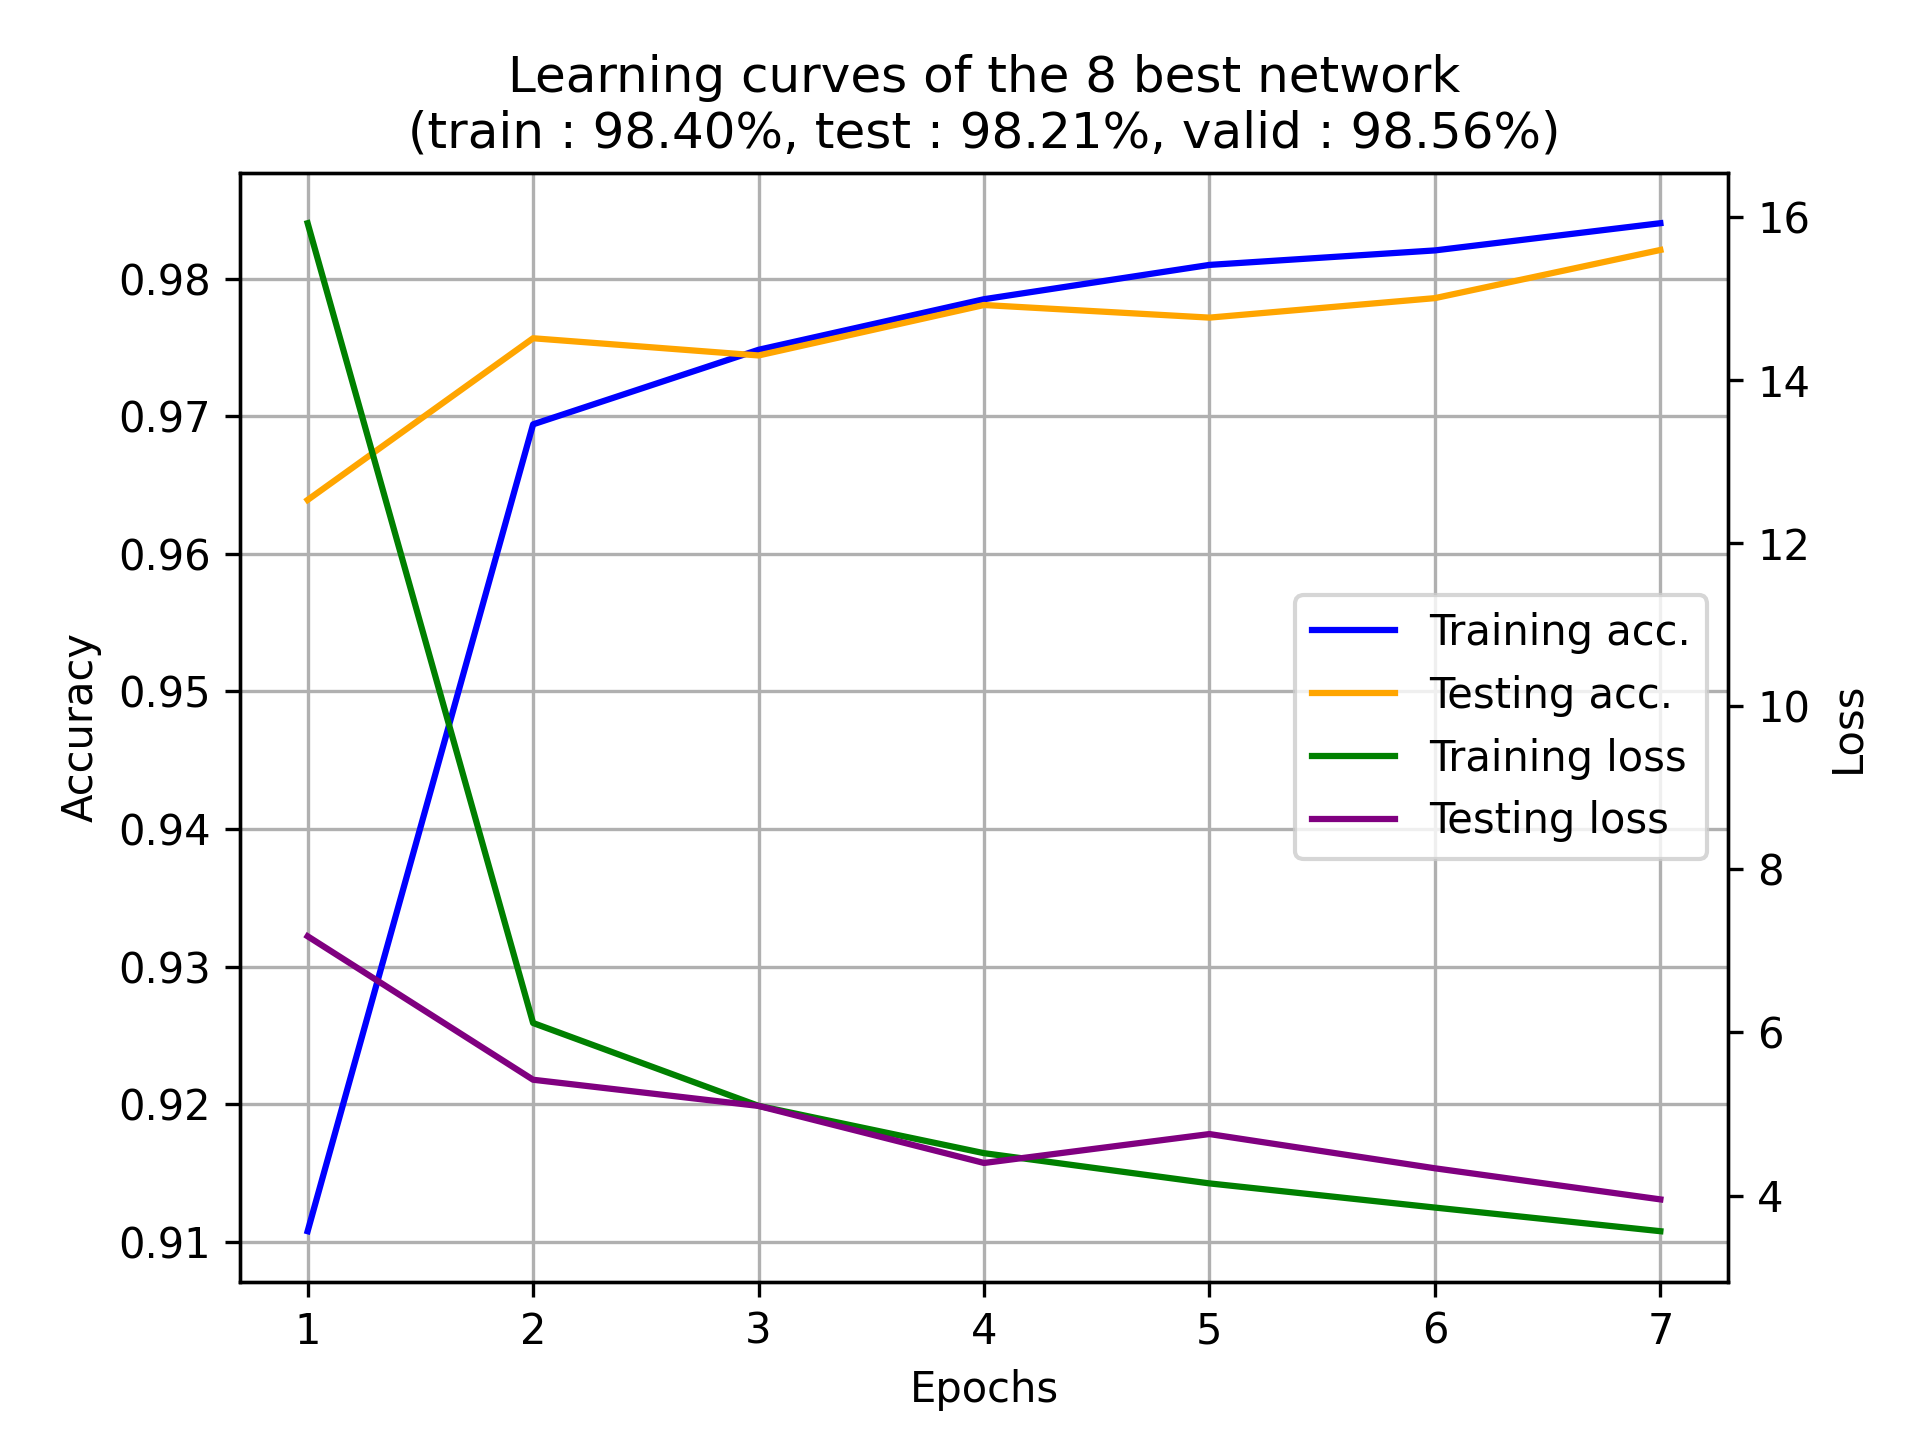 Learning curves of the 8 best network
(train : 98.40%, test : 98.21%, valid : 98.56%)
Accuracy
0.98
0.97
0.96
0.95
0.94
0.93
0.92
0.91
16
14
12
10
8
6
4
Loss
Training acc.
Testing acc.
Training loss
Testing loss
1 2 3 4 5 6 7
Epochs